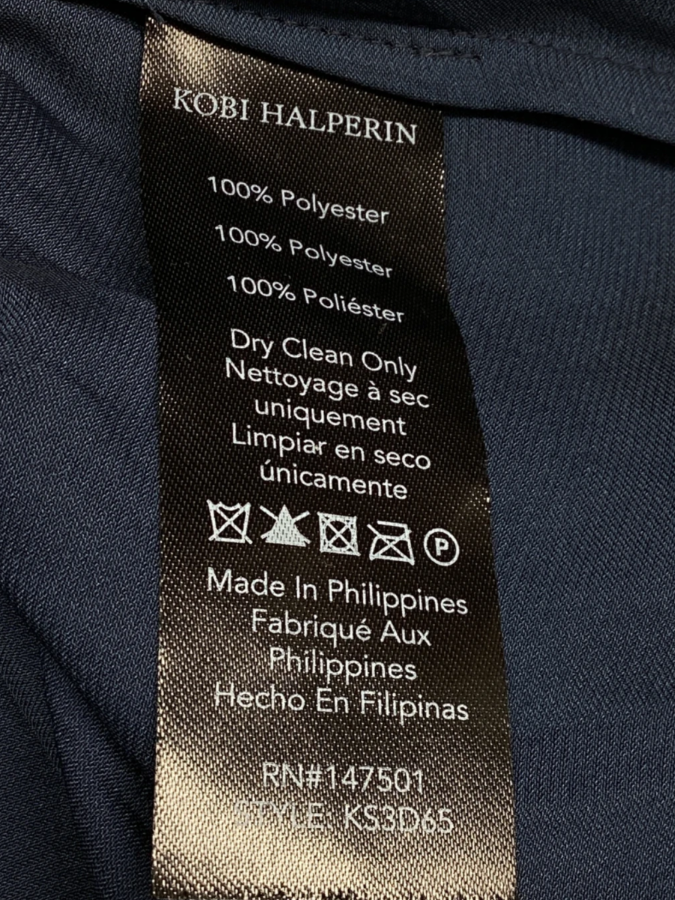 KOBI HALPERIN
100% Polyester
100% Polyester
100% Poliéster
Dry Clean Only
Nettoyage à sec
uniquement
Limpiar en seco
únicamente
P
Made In Philippines
Fabriqué Aux
Philippines
Hecho En Filipinas
RN#147501
STYLE: KS3D65